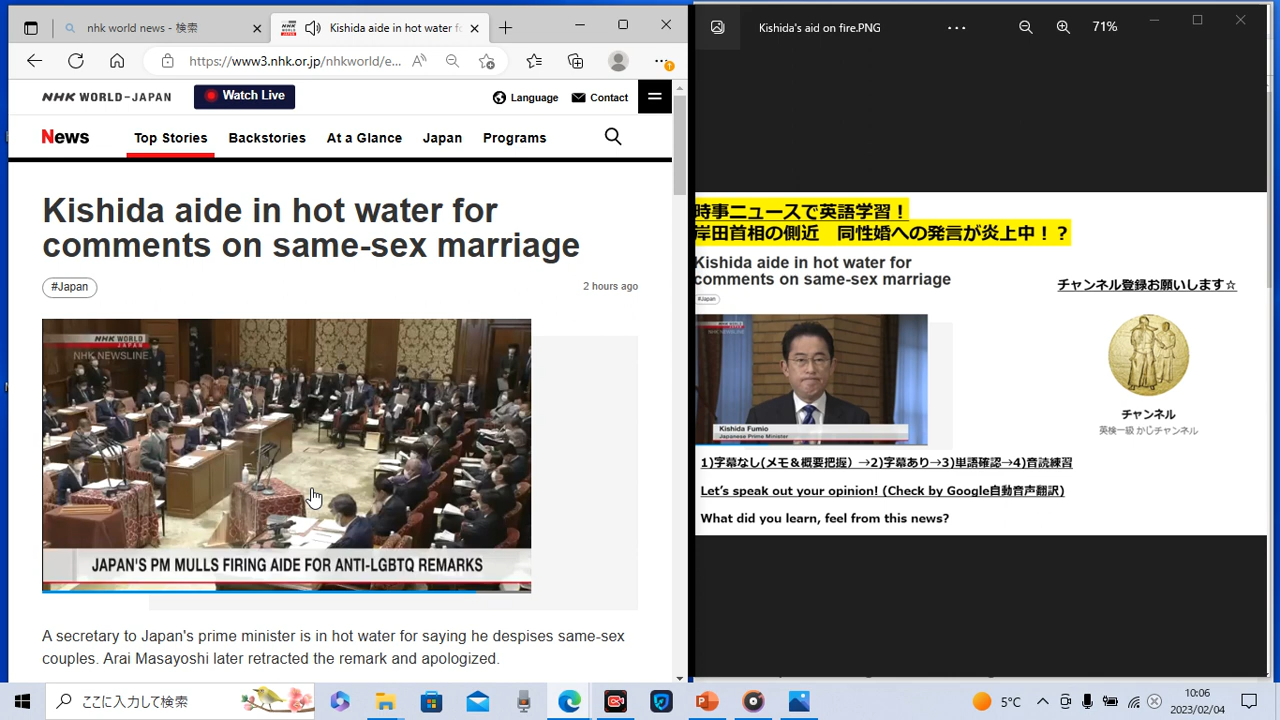 nhk world news - 検索
Kishida aide in hot water f
https://www3.nhk.or.jp/nhkworld/e...
NHK WORLD-JAPAN
Watch Live
Language
Contact
News
Top Stories
Backstories
At a Glance
Japan
Programs
Kishida aide in hot water for
comments on same-sex marriage
#Japan
2 hours ago
NHK WORLD
JAPAN
NHK NEWSLINE
JAPAN'S PM MULLS FIRING AIDE FOR ANTI-LGBTQ REMARKS
A secretary to Japan's prime minister is in hot water for saying he despises same-sex
couples. Arai Masayoshi later retracted the remark and apologized.
Kishida's aid on fire.PNG
71%
時事ニュースで英語学習！
岸田首相の側近　同性婚への発言が炎上中！？
Kishida aide in hot water for
comments on same-sex marriage
#Japan
チャンネル登録お願いします☆
Kishida Fumio
Japanese Prime Minister
チャンネル
英検一級 かじチャンネル
1)字幕なし(メモ＆概要把握）→2)字幕あり→3)単語確認→4)音読練習
Let's speak out your opinion! (Check by Google自動音声翻訳)
What did you learn, feel from this news?
ここに入力して検索
5°C
10:06
2023/02/04